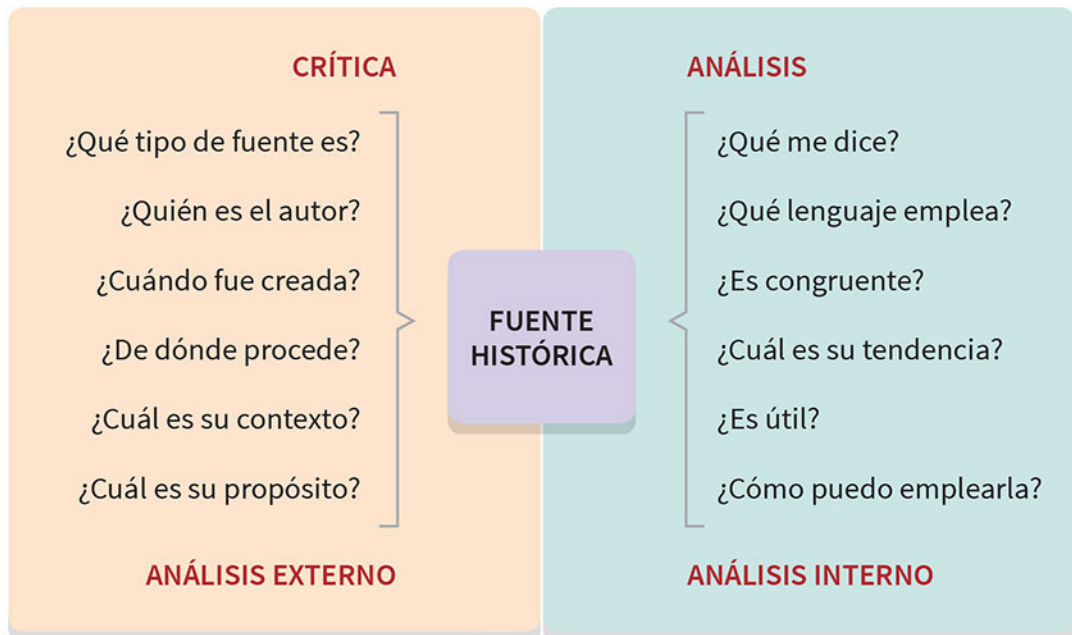 CRÍTICA
¿Qué tipo de fuente es?
¿Quién es el autor?
¿Cuándo fue creada?
¿De dónde procede?
¿Cuál es su contexto?
¿Cuál es su propósito?
ANÁLISIS EXTERNO
FUENTE
HISTÓRICA
ANÁLISIS
¿Qué me dice?
¿Qué lenguaje emplea?
¿Es congruente?
¿Cuál es su tendencia?
¿Es útil?
¿Cómo puedo emplearla?
ANÁLISIS INTERNO